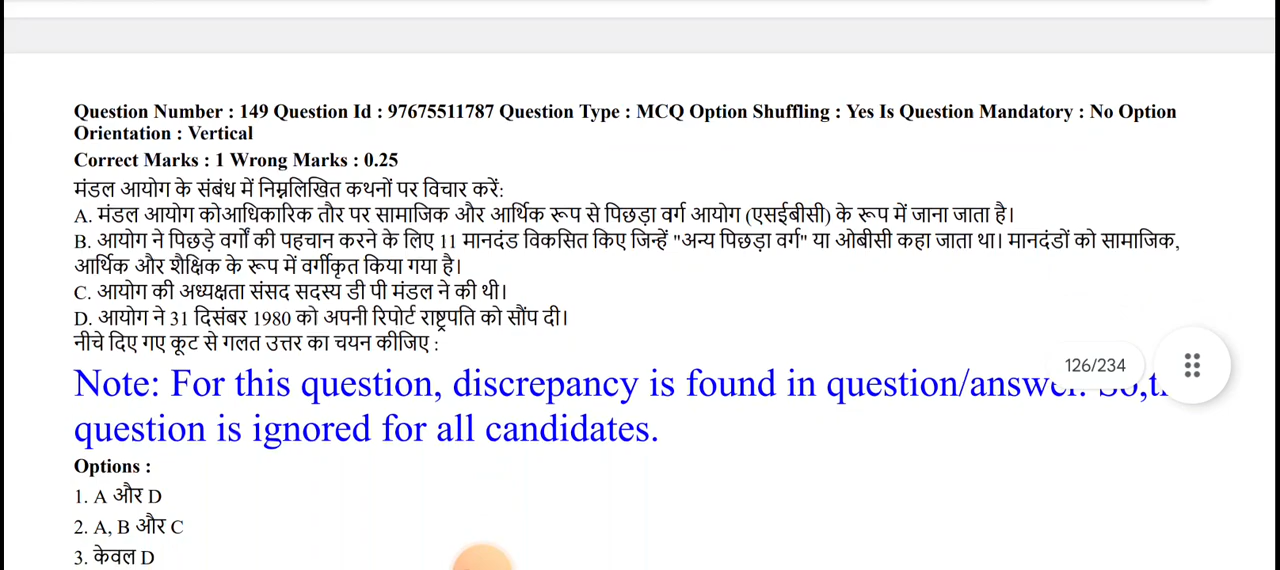 Question Number : 149 Question Id : 97675511787 Question Type : MCQ Option Shuffling : Yes Is Question Mandatory : No Option
Orientation : Vertical
Correct Marks : 1 Wrong Marks : 0.25
मंडल आयोग के संबंध में निम्नलिखित कथनों पर विचार करें:
A. मंडल आयोग कोआधिकारिक तौर पर सामाजिक और आर्थिक रूप से पिछड़ा वर्ग आयोग (एसईबीसी) के रूप में जाना जाता है।
B. आयोग ने पिछड़े वर्गों की पहचान करने के लिए 11 मानदंड विकसित किए जिन्हें "अन्य पिछड़ा वर्ग" या ओबीसी कहा जाता था। मानदंडों को सामाजिक,
आर्थिक और शैक्षिक के रूप में वर्गीकृत किया गया है।
C. आयोग की अध्यक्षता संसद सदस्य डी पी मंडल ने की थी।
D. आयोग ने 31 दिसंबर 1980 को अपनी रिपोर्ट राष्ट्रपति को सौंप दी।
नीचे दिए गए कूट से गलत उत्तर का चयन कीजिए :
126/234
Note: For this question, discrepancy is found in question/
question is ignored for all candidates.
Options :
1. A और D
2. A, B और C
3. केवल D